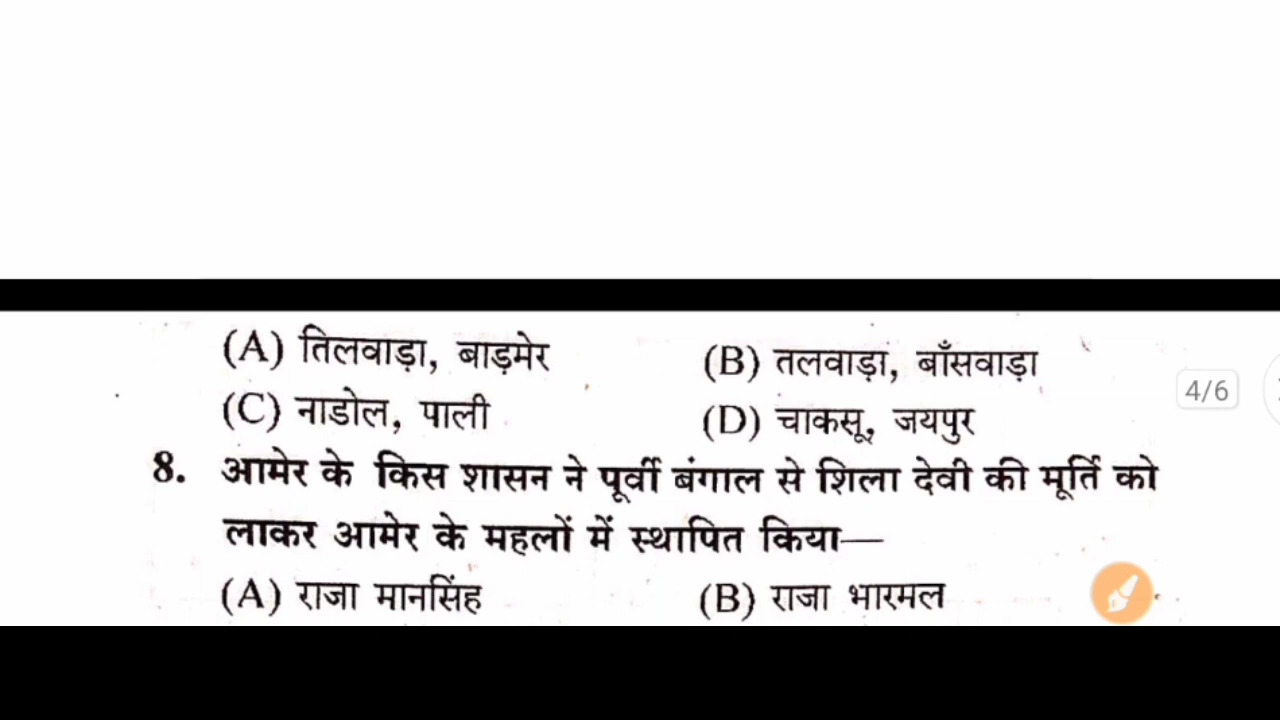 (A) तिलवाड़ा, बाड़मेर (B) तलवाड़ा, बाँसवाड़ा
(C) नाडोल, पाली (D) चाकसू, जयपुर
4/6
8. आमेर के किस शासन ने पूर्वी बंगाल से शिला देवी की मूर्ति को
लाकर आमेर के महलों में स्थापित किया—
(A) राजा मानसिंह (B) राजा भारमल